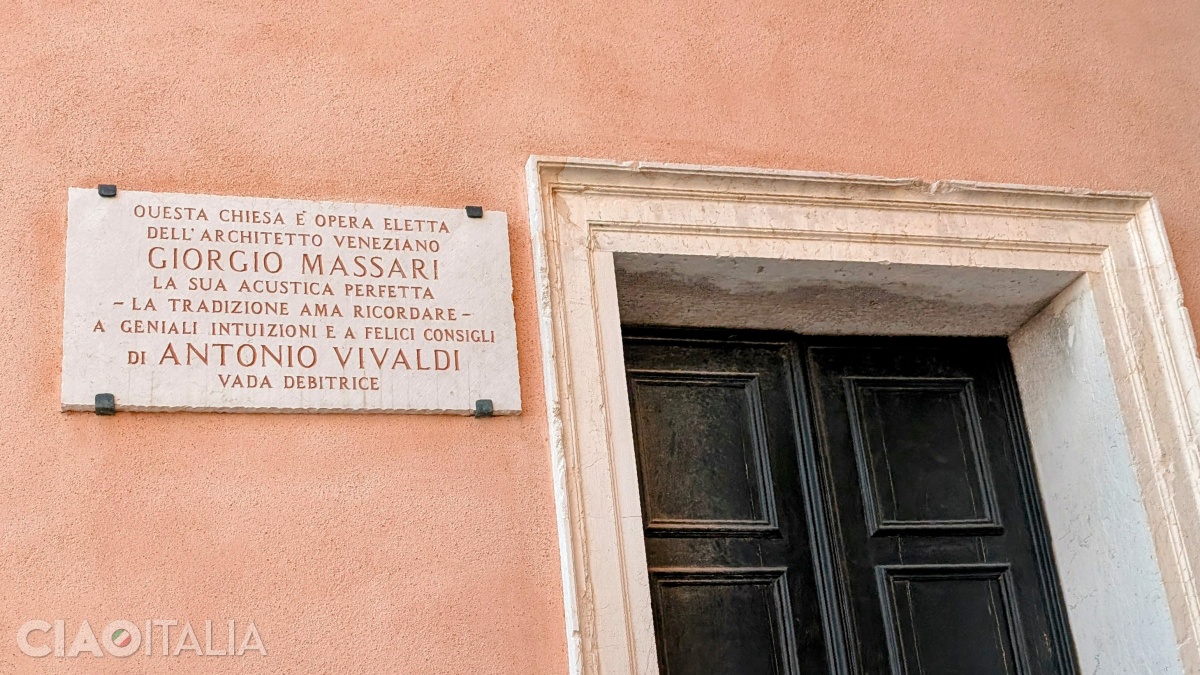 QUESTA CHIESA È OPERA ELETTA
DELL'ARCHITETTO VENEZIANO
GIORGIO MASSARI
LA SUA ACUSTICA PERFETTA
- LA TRADIZIONE AMA RICORDARE -
A GENIALI INTUIZIONI E A FELICI CONSIGLI
DI ANTONIO VIVALDI
VADA DEBITRICE
CIAOITALIA